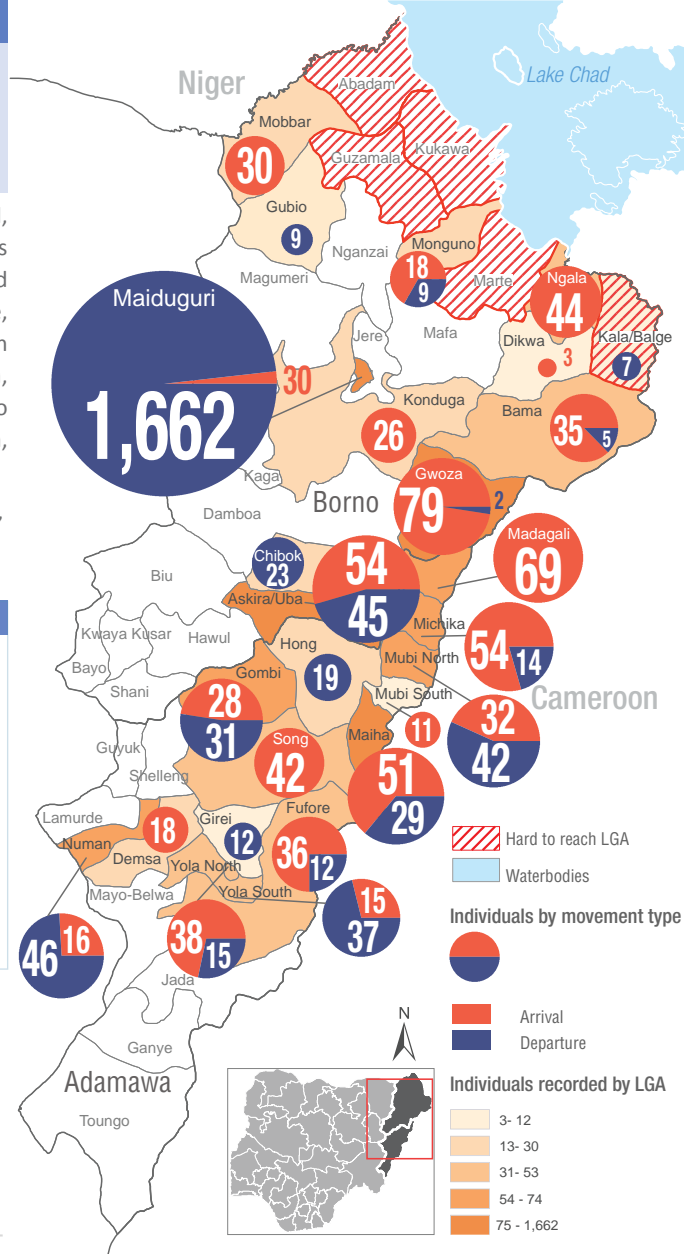 Lake Chad
Niger
Abadam
Mobbar
Kukawa
Guzamala
30
Gubio
9
Nganzai
Monguno
18
9
Magumeri
Marte
Ngala
44
Maiduguri
1,662
30
Jere
Mafa
Dikwa
3
Kala/Balge
7
Konduga
26
Bama
35
5
Kaga
Gwoza
79
2
Borno
Damboa
Madagali
69
Chibok
23
54
45
Biu
Askira/Uba
Michika
54
14
Kwaya Kusar
Hawul
Hong
19
Mubi North
Bayo
Gombi
28
31
Mubi South
11
Cameroon
Shani
32
42
Song
42
Maiha
51
29
Guyuk
Shelleng
Lamurde
18
Girei
12
Fufore
36
12
Numan
Demsa
Yola North
Mayo-Belwa
Yola South
15
37
38
15
46
16
Jada
Ganye
Adamawa
Toungo
Hard to reach LGA
Waterbodies
Individuals by movement type
Arrival
Departure
N
Individuals recorded by LGA
3- 12
13- 30
31- 53
54 - 74
75 - 1,662